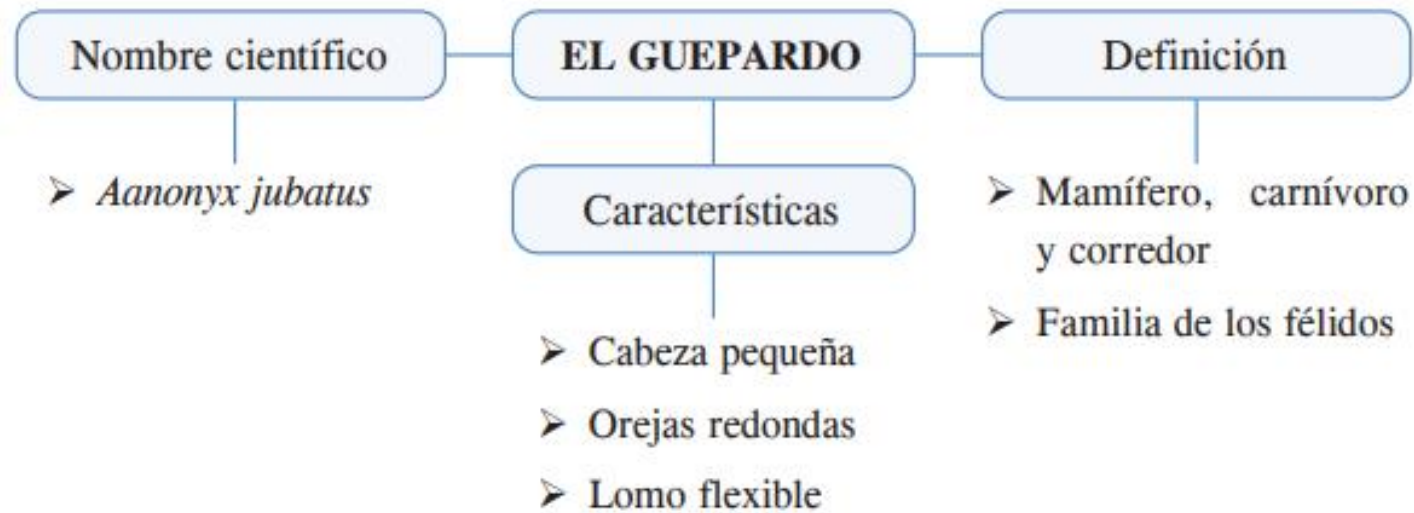 Nombre científico
EL GUEPARDO
Definición
➤ Aanonyx jubatus
Características
➤ Mamífero, carnívoro
y corredor
➤ Familia de los félidos
➤ Cabeza pequeña
➤ Orejas redondas
➤ Lomo flexible